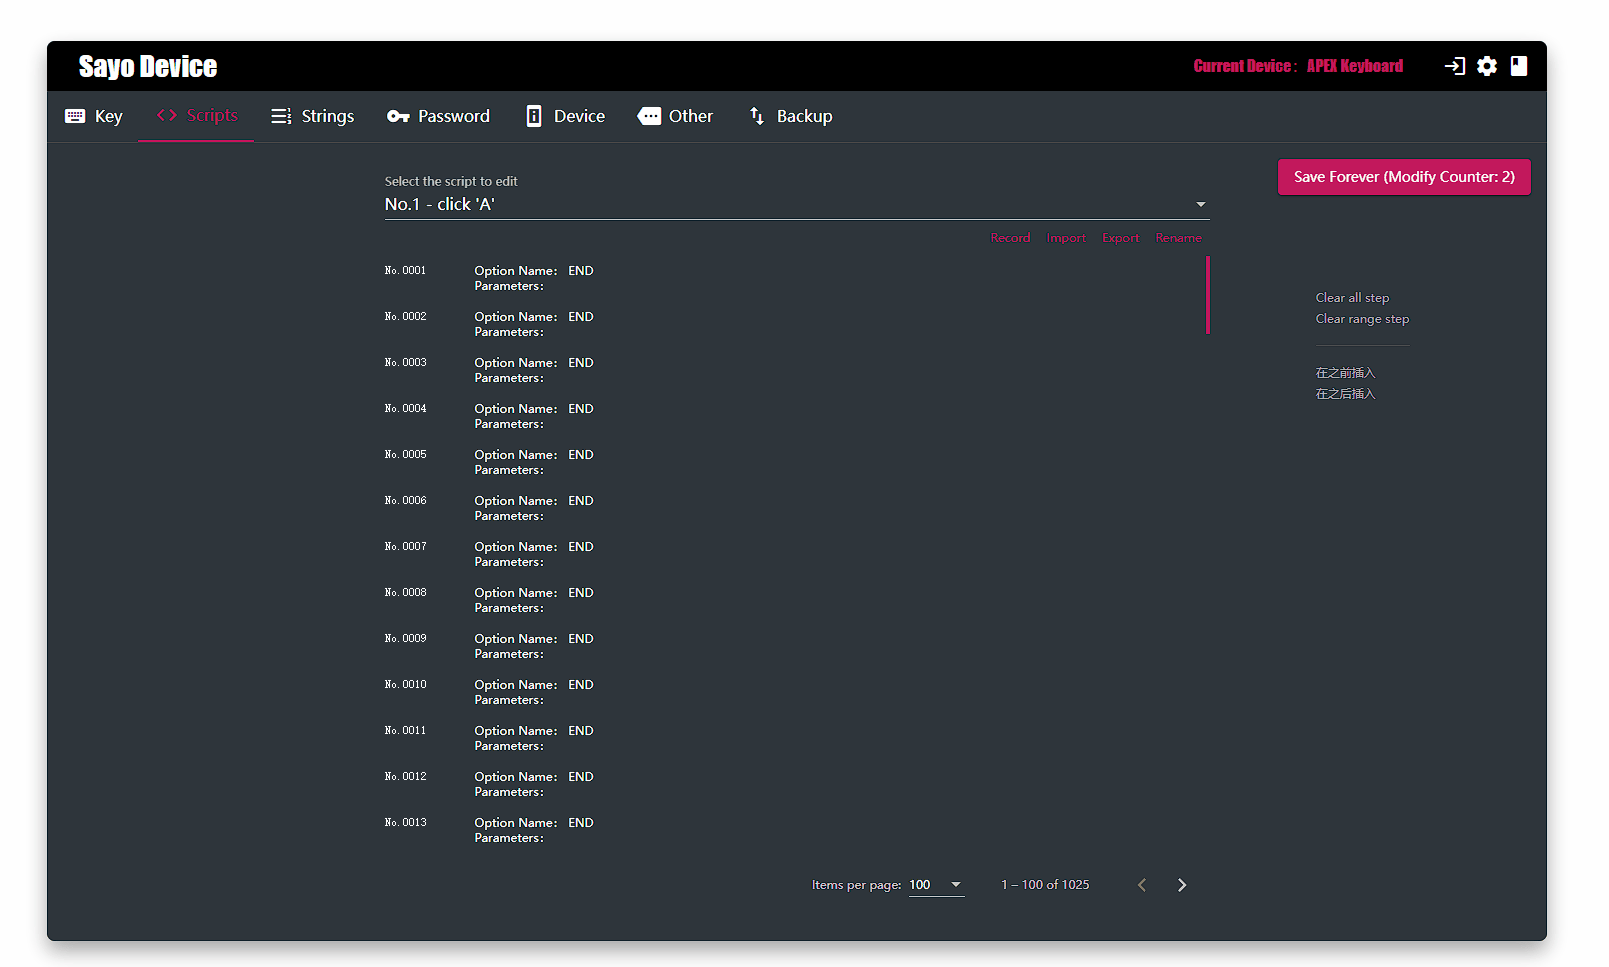 Sayo Device
Current Device： APEX Keyboard
Key
Scripts
Strings
Password
Device
Other
Backup
Save Forever (Modify Counter: 2)
Select the script to edit
No.1 - click 'A'
Record
Import
Export
Rename
No.0001 Option Name: END
Parameters:
No.0002 Option Name: END
Parameters:
No.0003 Option Name: END
Parameters:
No.0004 Option Name: END
Parameters:
No.0005 Option Name: END
Parameters:
No.0006 Option Name: END
Parameters:
No.0007 Option Name: END
Parameters:
No.0008 Option Name: END
Parameters:
No.0009 Option Name: END
Parameters:
No.0010 Option Name: END
Parameters:
No.0011 Option Name: END
Parameters:
No.0012 Option Name: END
Parameters:
No.0013 Option Name: END
Parameters:
Clear all step
Clear range step
在之前插入
在之后插入
Items per page: 100
1 – 100 of 1025